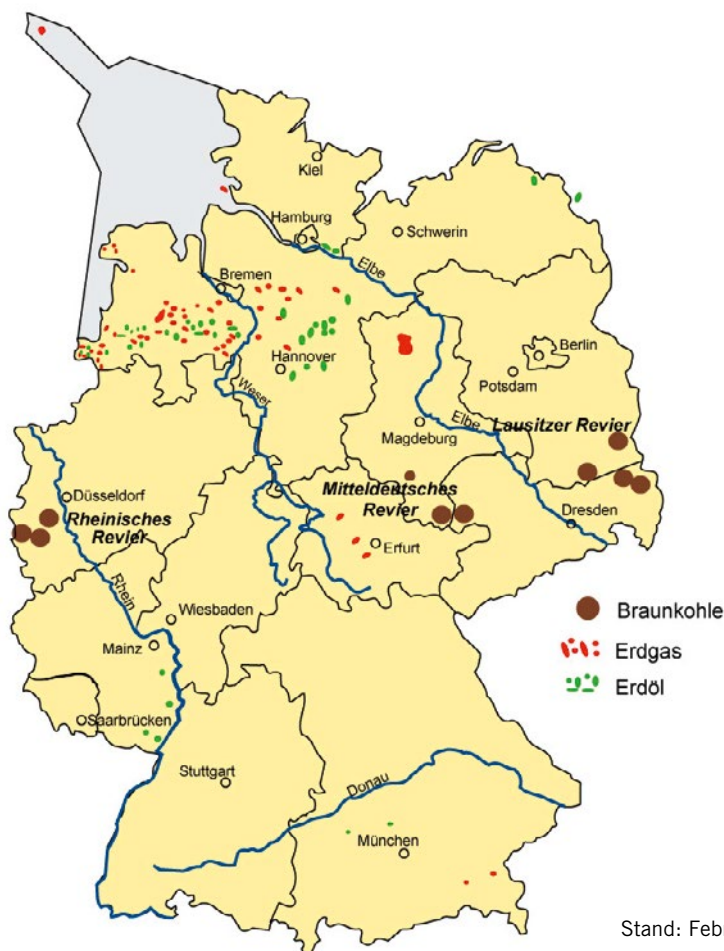 Kiel
Hamburg
Schwerin
Elbe
Bremen
Berlin
Hannover
Potsdam
Weser
Elbe
Lausitzer Revier
Magdeburg
Düsseldorf
Mitteldeutsches
Revier
Rheinisches
Revier
Dresden
Erfurt
Rhein
Wiesbaden
Braunkohle
Mainz
Erdgas
Erdöl
Saarbrücken
Stuttgart
Donau
München
Stand: Feb